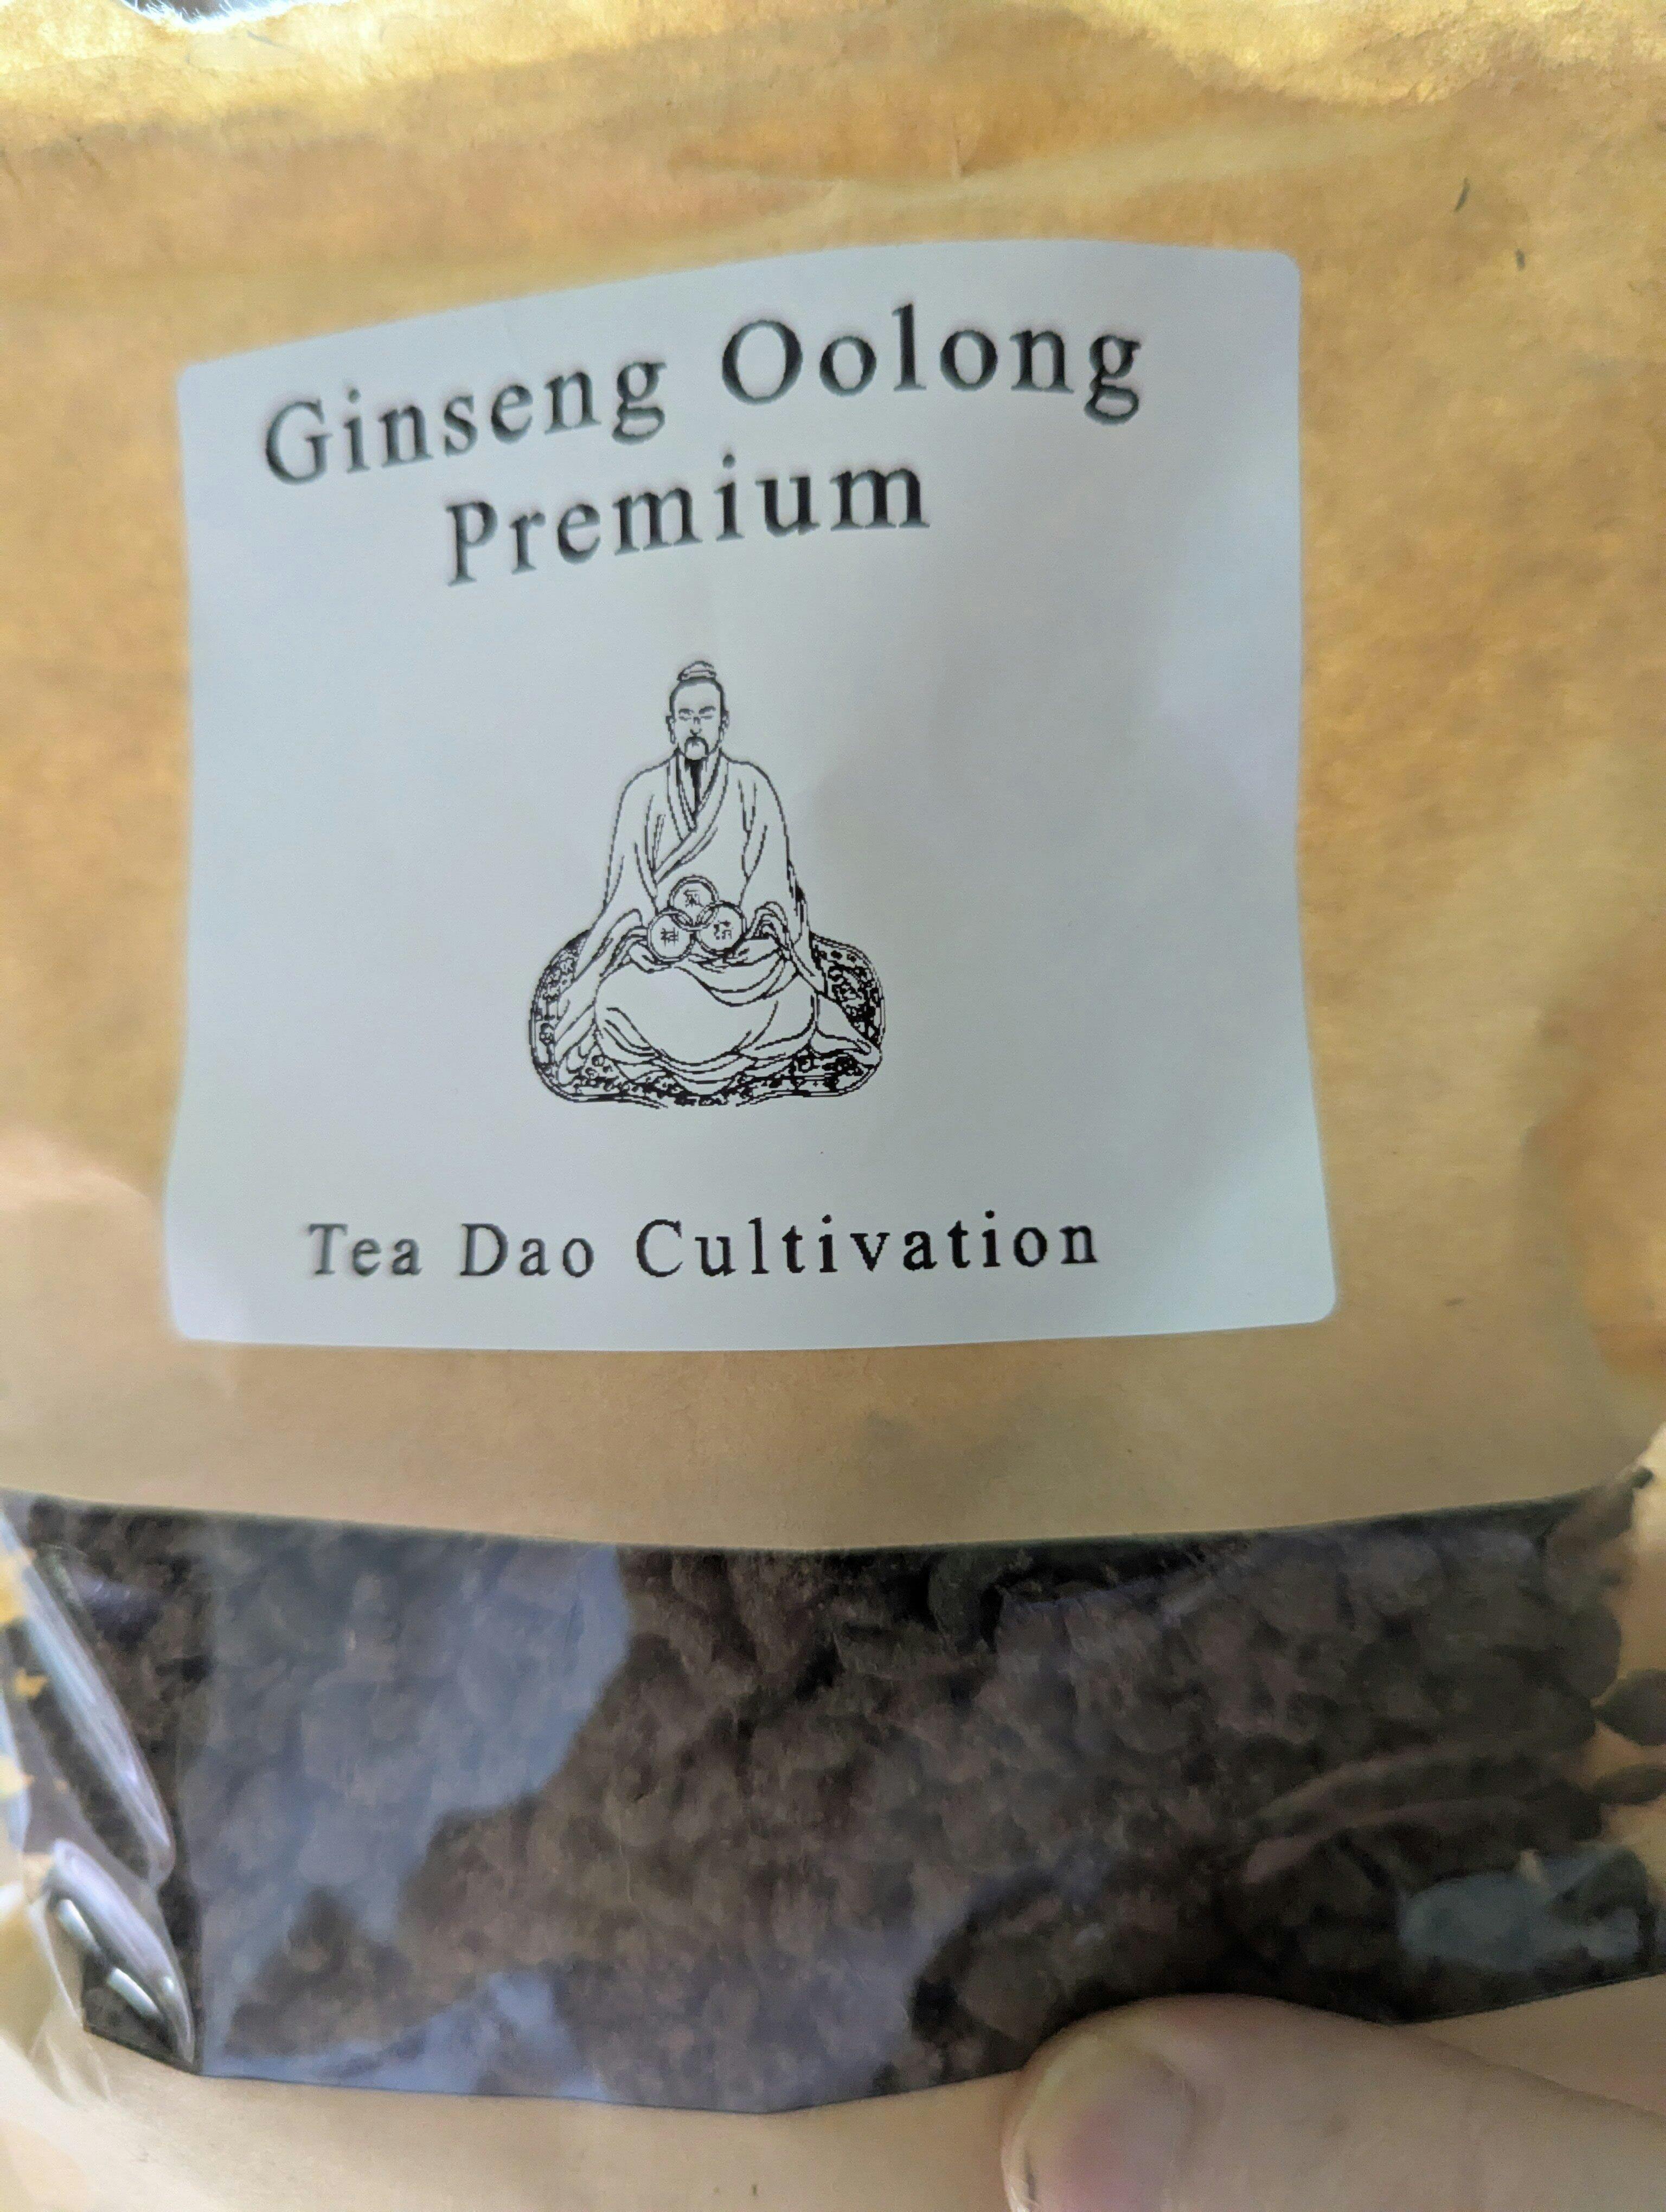 Ginseng Oolong
Premium
Tea Dao Cultivation